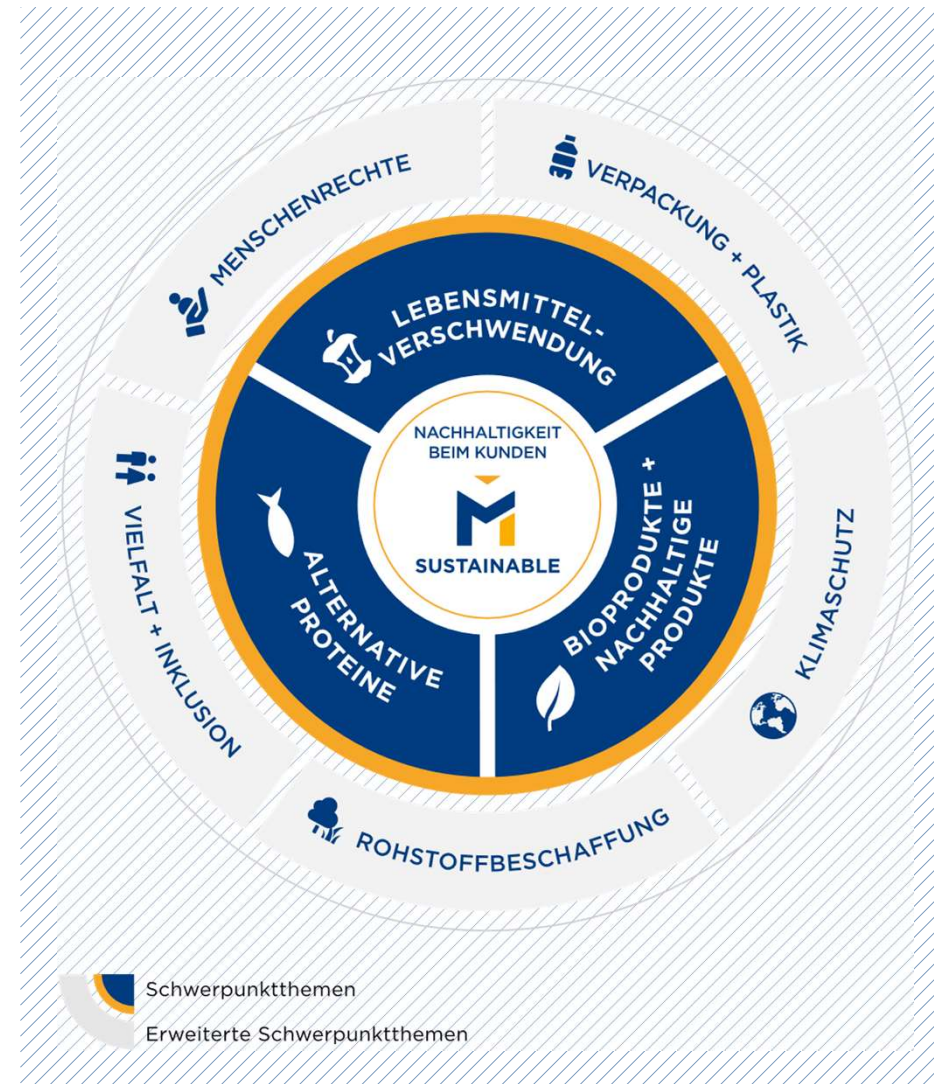 MENSCHENRECHTE
VERPACKUNG + PLASTIK
LEBENSMITTEL-
VERSCHWENDUNG
NACHHALTIGKEIT
BEIM KUNDEN
M
SUSTAINABLE
BIOPRODUKTE +
NACHHALTIGE
PRODUKTE
ALTERNATIVE
PROTEINE
VIELFALT + INKLUSION
KLIMASCHUTZ
ROHSTOFFBESCHAFFUNG
Schwerpunktthemen
Erweiterte Schwerpunktthemen